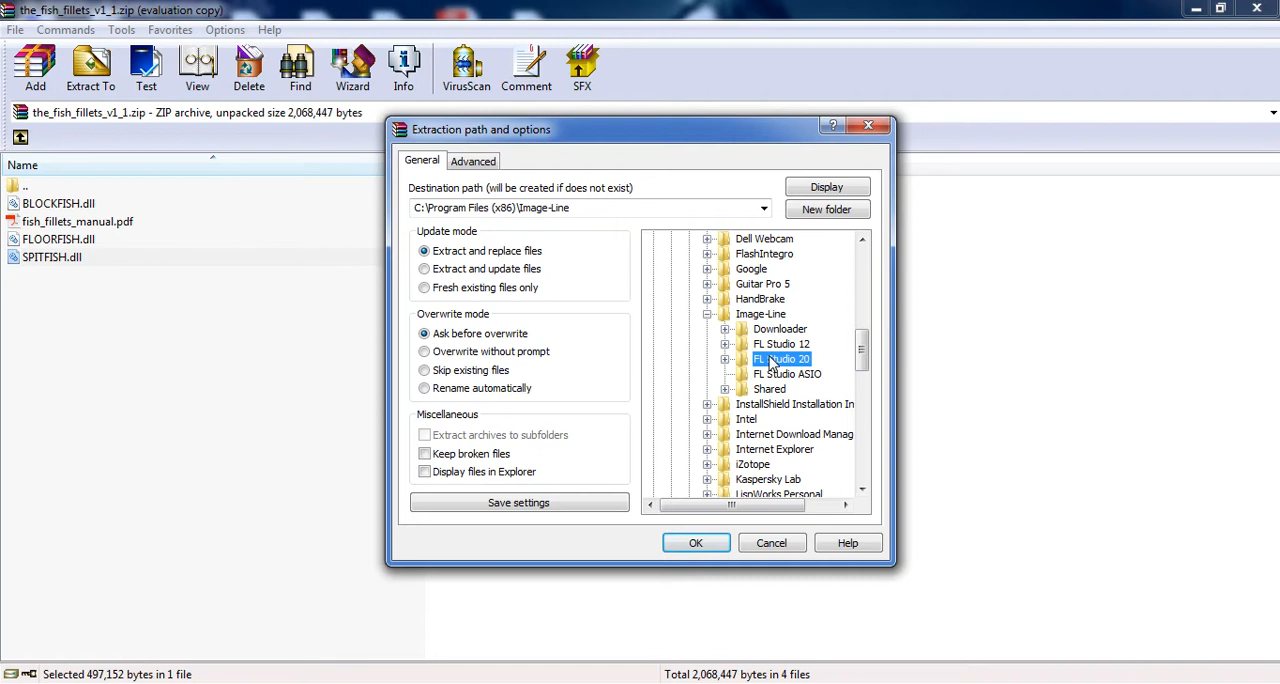 the_fish_fillets_v1_1.zip (evaluation copy)
File Commands Tools Favorites Options Help
Add Extract To Test View Delete Find Wizard Info VirusScan Comment SFX
the_fish_fillets_v1_1.zip - ZIP archive, unpacked size 2,068,447 bytes
Name
..
BLOCKFISH.dll
fish_fillets_manual.pdf
FLOORFISH.dll
SPITFISH.dll
Extraction path and options
General Advanced
Destination path (will be created if does not exist)
Display
C:\Program Files (x86)\Image-Line
New folder
Update mode
Extract and replace files
Extract and update files
Fresh existing files only
Overwrite mode
Ask before overwrite
Overwrite without prompt
Skip existing files
Rename automatically
Miscellaneous
Extract archives to subfolders
Keep broken files
Display files in Explorer
Save settings
Dell Webcam
FlashIntegro
Google
Guitar Pro 5
HandBrake
Image-Line
Downloader
FL Studio 12
FL Studio 20
FL Studio ASIO
Shared
InstallShield Installation In
Intel
Internet Download Manag
Internet Explorer
iZotope
Kaspersky Lab
LispWorks Personal
OK Cancel Help
Selected 497,152 bytes in 1 file
Total 2,068,447 bytes in 4 files